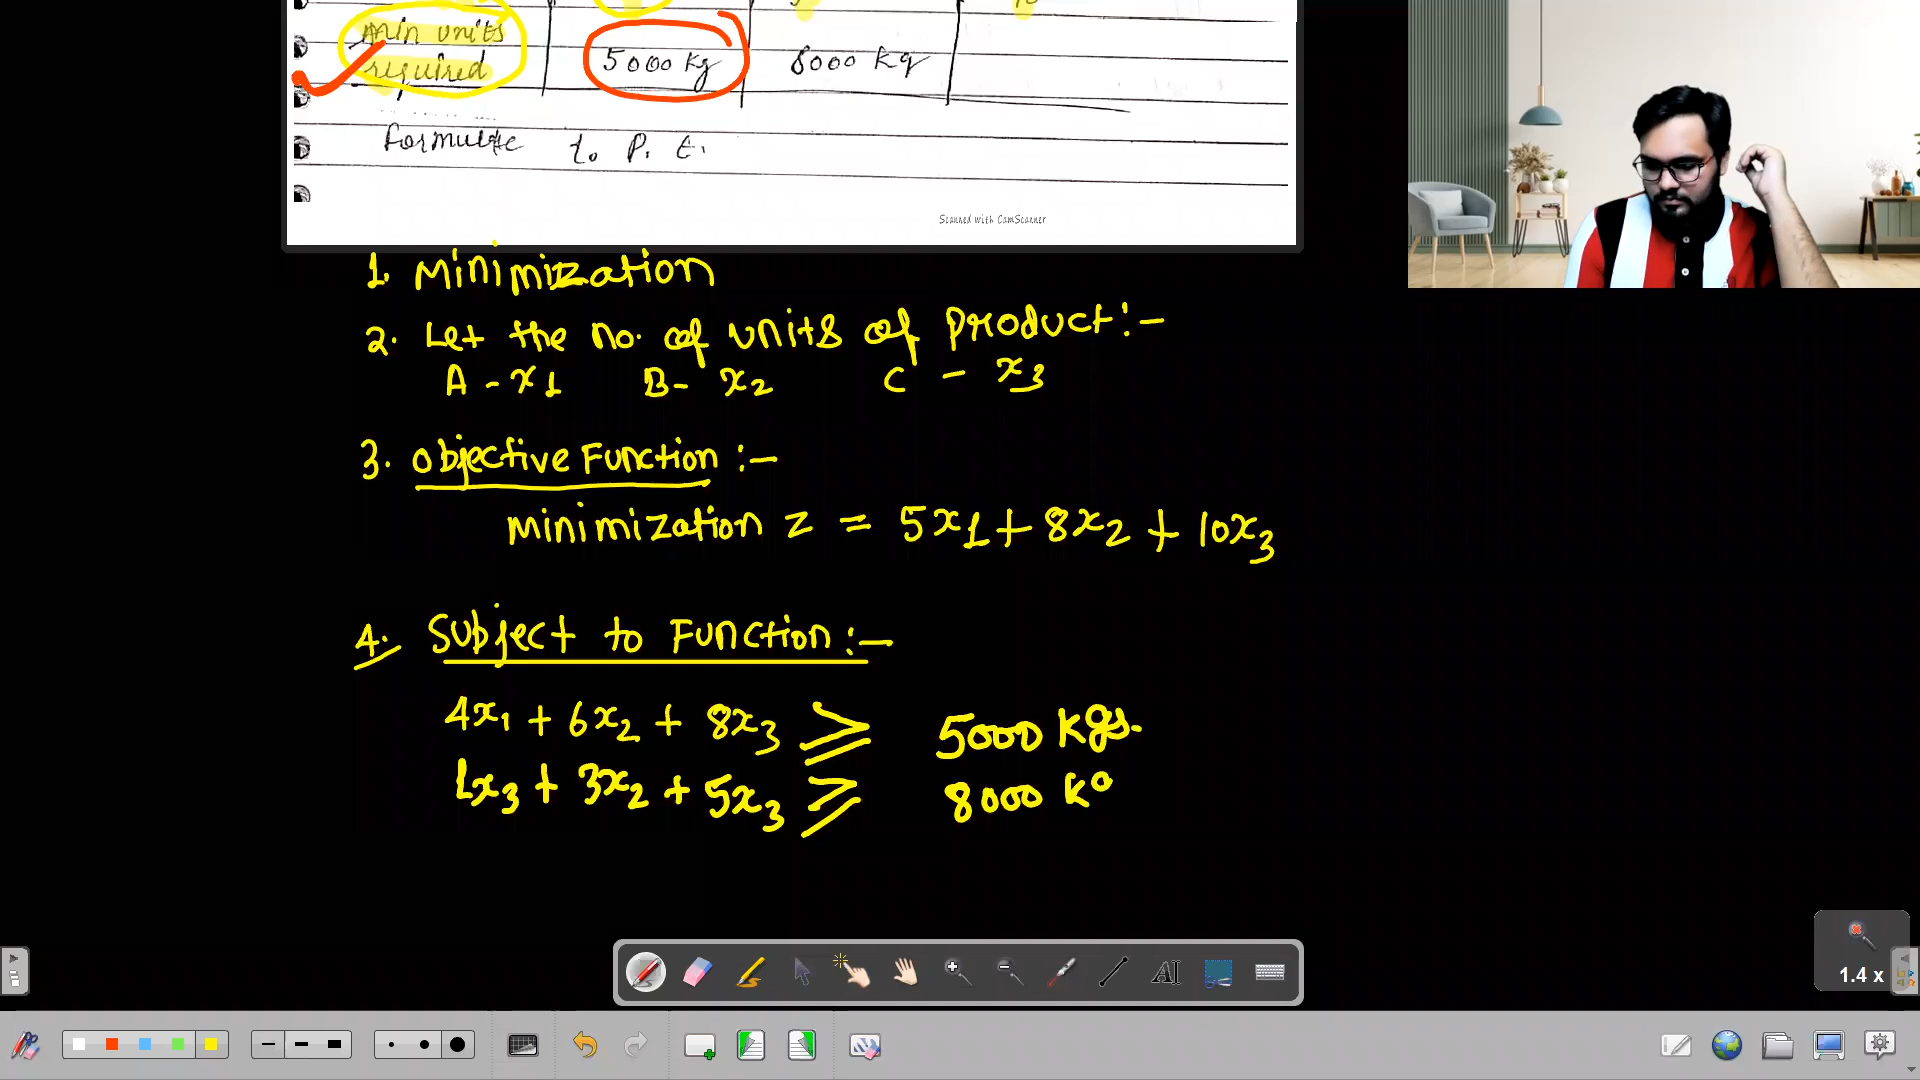 min units
required 5000 kg 8000 kg
Formulate t. P. t.
Scanned with CamScanner
1. Minimization
2. Let the no. of units of product:-
A - x1 B - x2 C - x3
3. objective Function :-
minimization z = 5x1 + 8x2 + 10x3
4. Subject to Function :-
4x1 + 6x2 + 8x3 ≥ 5000 kgs.
1x3 + 3x2 + 5x3 ≥ 8000 k
AI
1.4 x